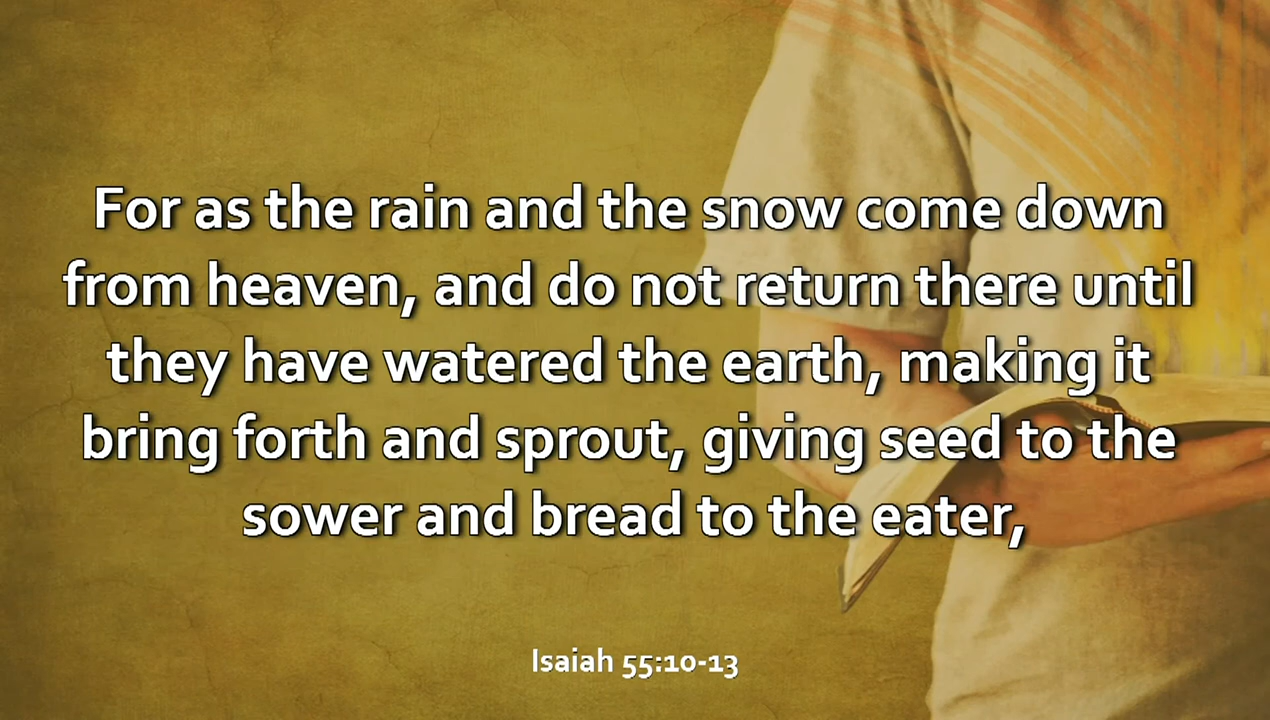 For as the rain and the snow come down
from heaven, and do not return there until
they have watered the earth, making it
bring forth and sprout, giving seed to the
sower and bread to the eater,
Isaiah 55:10-13